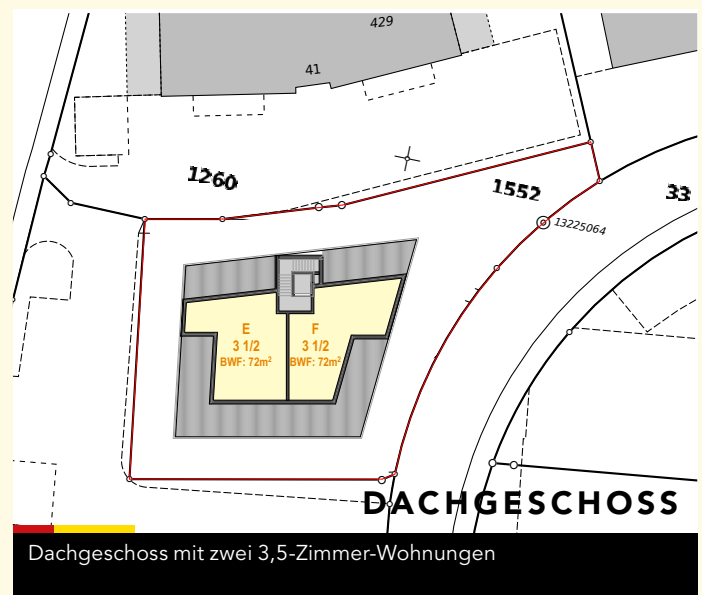 429
41
1260
1552
33
13225064
E
3 1/2
BWF: 72m²
F
3 1/2
BWF: 72m²
DACHGESCHOSS
Dachgeschoss mit zwei 3,5-Zimmer-Wohnungen